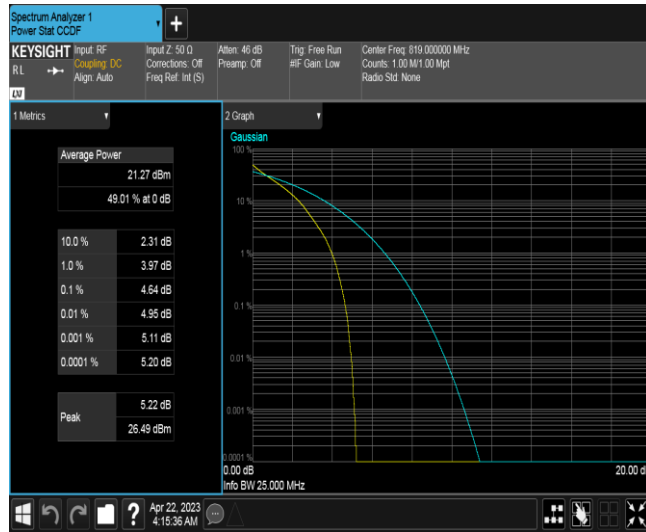 Spectrum Analyzer 1
Power Stat CCDF
KEYSIGHT
RL
LXI
Input: RF
Coupling: DC
Align: Auto
Input Z: 50 Ω
Corrections: Off
Freq Ref: Int (S)
Atten: 46 dB
Preamp: Off
Trig: Free Run
#IF Gain: Low
Center Freq: 819.000000 MHz
Counts: 1.00 M/1.00 Mpt
Radio Std: None
1 Metrics
Average Power
21.27 dBm
49.01 % at 0 dB
10.0 % 2.31 dB
1.0 % 3.97 dB
0.1 % 4.64 dB
0.01 % 4.95 dB
0.001 % 5.11 dB
0.0001 % 5.20 dB
Peak
5.22 dB
26.49 dBm
2 Graph
Gaussian
100 %
10 %
1 %
0.1 %
0.01 %
0.001 %
0.0001 %
0.00 dB
20.00 d
Info BW 25.000 MHz
?
Apr 22, 2023
4:15:36 AM